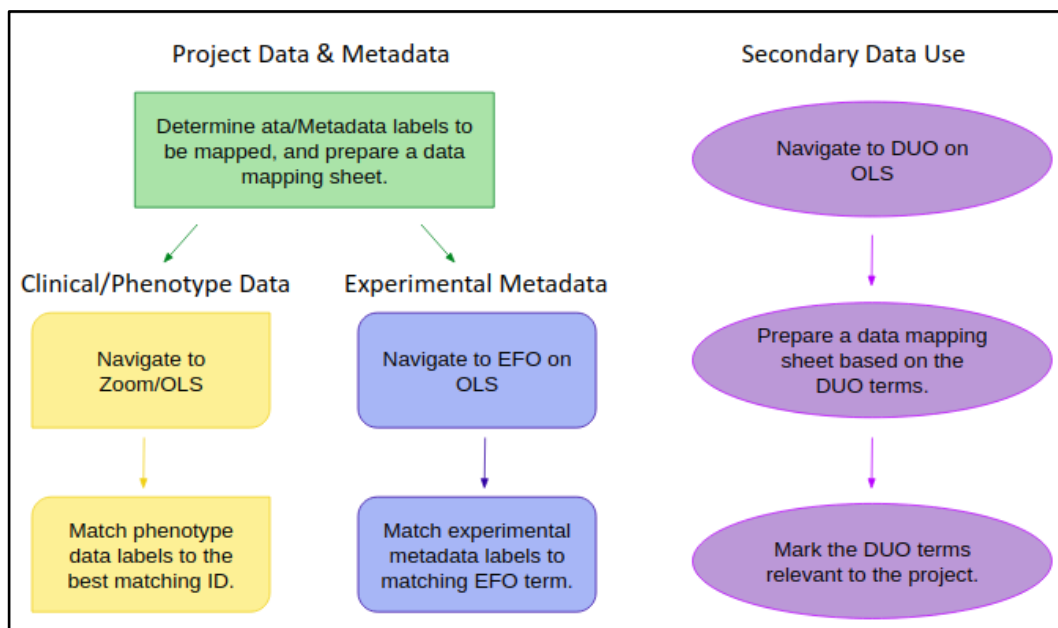 Project Data & Metadata
Determine ata/Metadata labels to
be mapped, and prepare a data
mapping sheet.
Clinical/Phenotype Data
Navigate to
Zoom/OLS
Match phenotype
data labels to the
best matching ID.
Experimental Metadata
Navigate to EFO on
OLS
Match experimental
metadata labels to
matching EFO term.
Secondary Data Use
Navigate to DUO on
OLS
Prepare a data mapping
sheet based on the
DUO terms.
Mark the DUO terms
relevant to the project.